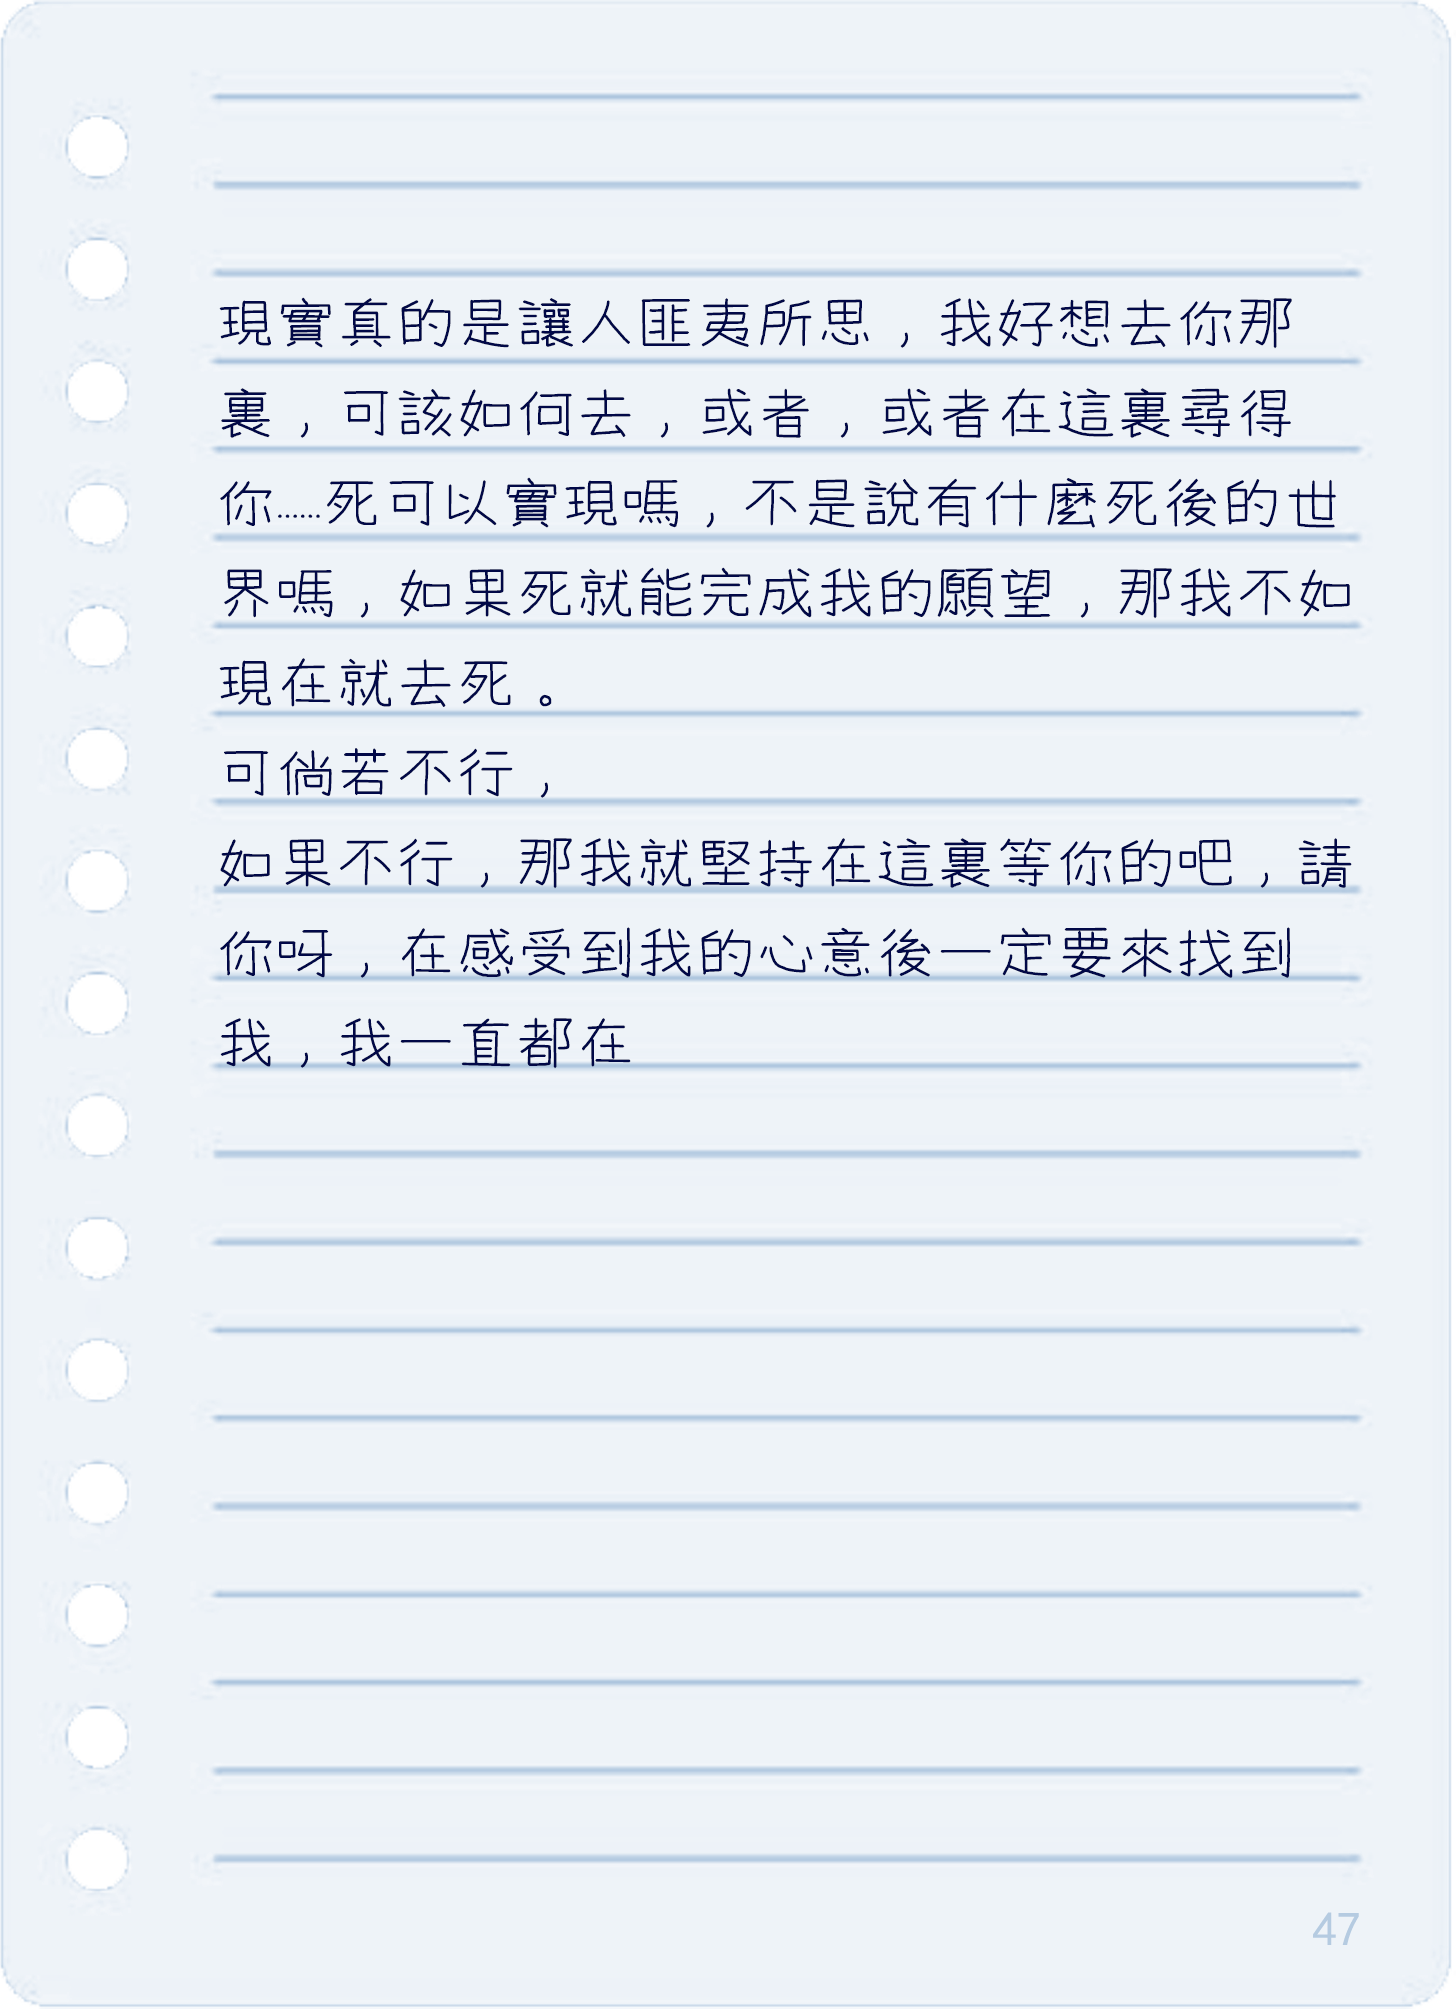 現實真的是讓人匪夷所思，我好想去你那
裏，可該如何去，或者，或者在這裏尋得
你......死可以實現嗎，不是說有什麼死後的世
界嗎，如果死就能完成我的願望，那我不如
現在就去死。
可倘若不行，
如果不行，那我就堅持在這裏等你的吧，請
你呀，在感受到我的心意後一定要來找到
我，我一直都在
47